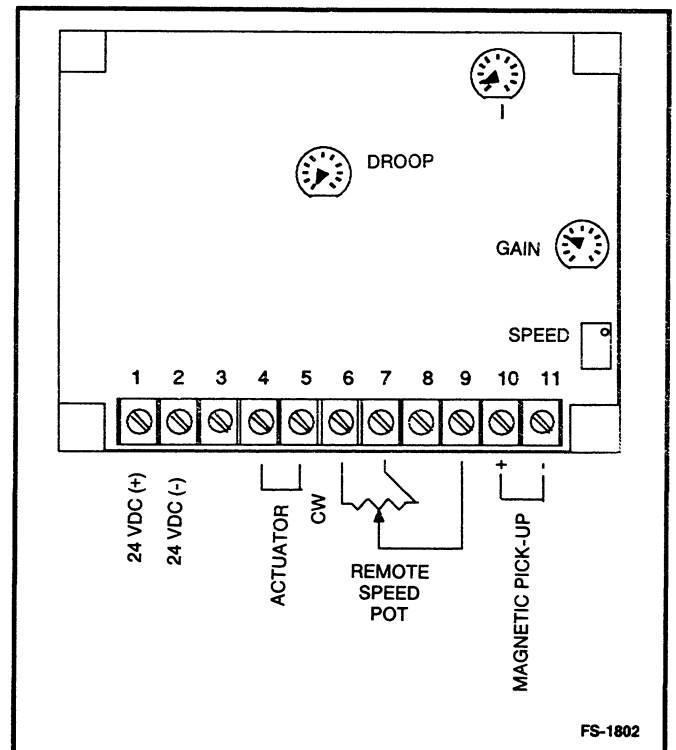 I
DROOP
GAIN
SPEED
1 2 3 4 5 6 7 8 9 10 11
24 VDC (+)
24 VDC (-)
ACTUATOR
CW
REMOTE
SPEED
POT
+ -
MAGNETIC PICK-UP
FS-1802